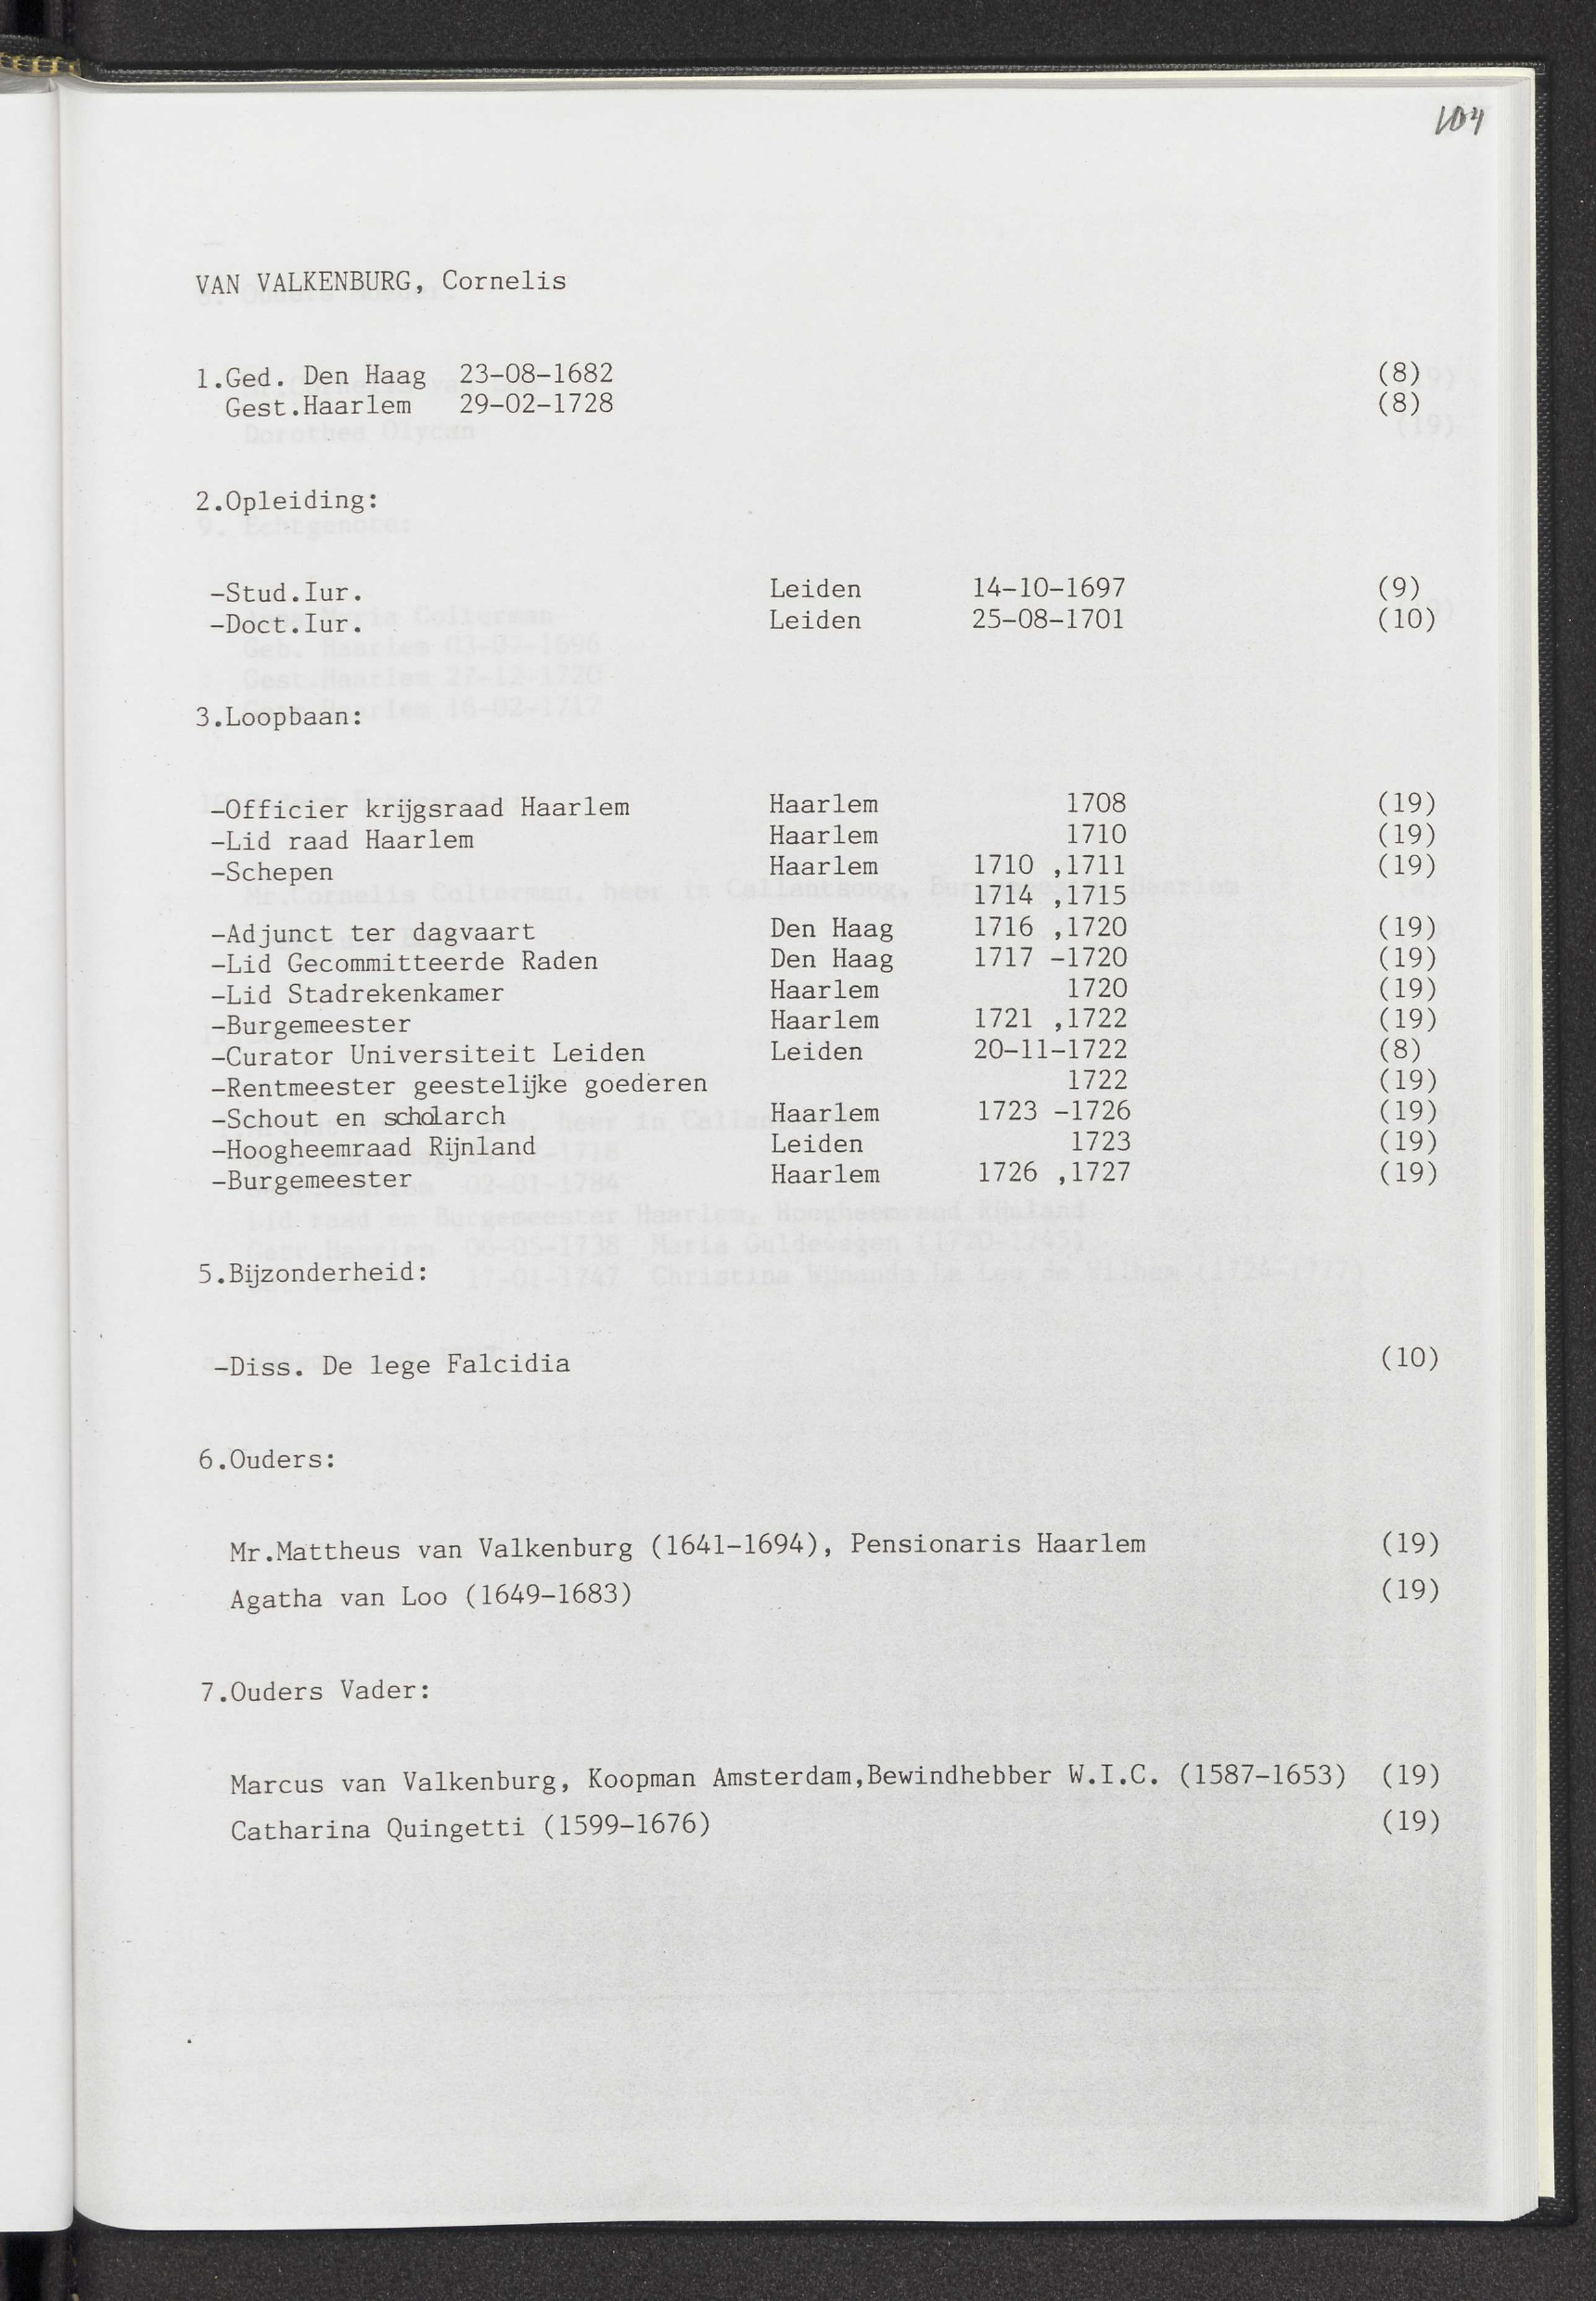 104
VAN VALKENBURG, Cornelis
1.Ged. Den Haag 23-08-1682 (8)
Gest.Haarlem 29-02-1728 (8)
2.Opleiding:
-Stud.Iur. Leiden 14-10-1697 (9)
-Doct.Iur. Leiden 25-08-1701 (10)
3.Loopbaan:
-Officier krijgsraad Haarlem Haarlem 1708 (19)
-Lid raad Haarlem Haarlem 1710 (19)
-Schepen Haarlem 1710 ,1711 (19)
1714 ,1715
-Adjunct ter dagvaart Den Haag 1716 ,1720 (19)
-Lid Gecommitteerde Raden Den Haag 1717 -1720 (19)
-Lid Stadrekenkamer Haarlem 1720 (19)
-Burgemeester Haarlem 1721 ,1722 (19)
-Curator Universiteit Leiden Leiden 20-11-1722 (8)
-Rentmeester geestelijke goederen 1722 (19)
-Schout en scholarch Haarlem 1723 -1726 (19)
-Hoogheemraad Rijnland Leiden 1723 (19)
-Burgemeester Haarlem 1726 ,1727 (19)
5.Bijzonderheid:
-Diss. De lege Falcidia (10)
6.Ouders:
Mr.Mattheus van Valkenburg (1641-1694), Pensionaris Haarlem (19)
Agatha van Loo (1649-1683) (19)
7.Ouders Vader:
Marcus van Valkenburg, Koopman Amsterdam,Bewindhebber W.I.C. (1587-1653) (19)
Catharina Quingetti (1599-1676) (19)